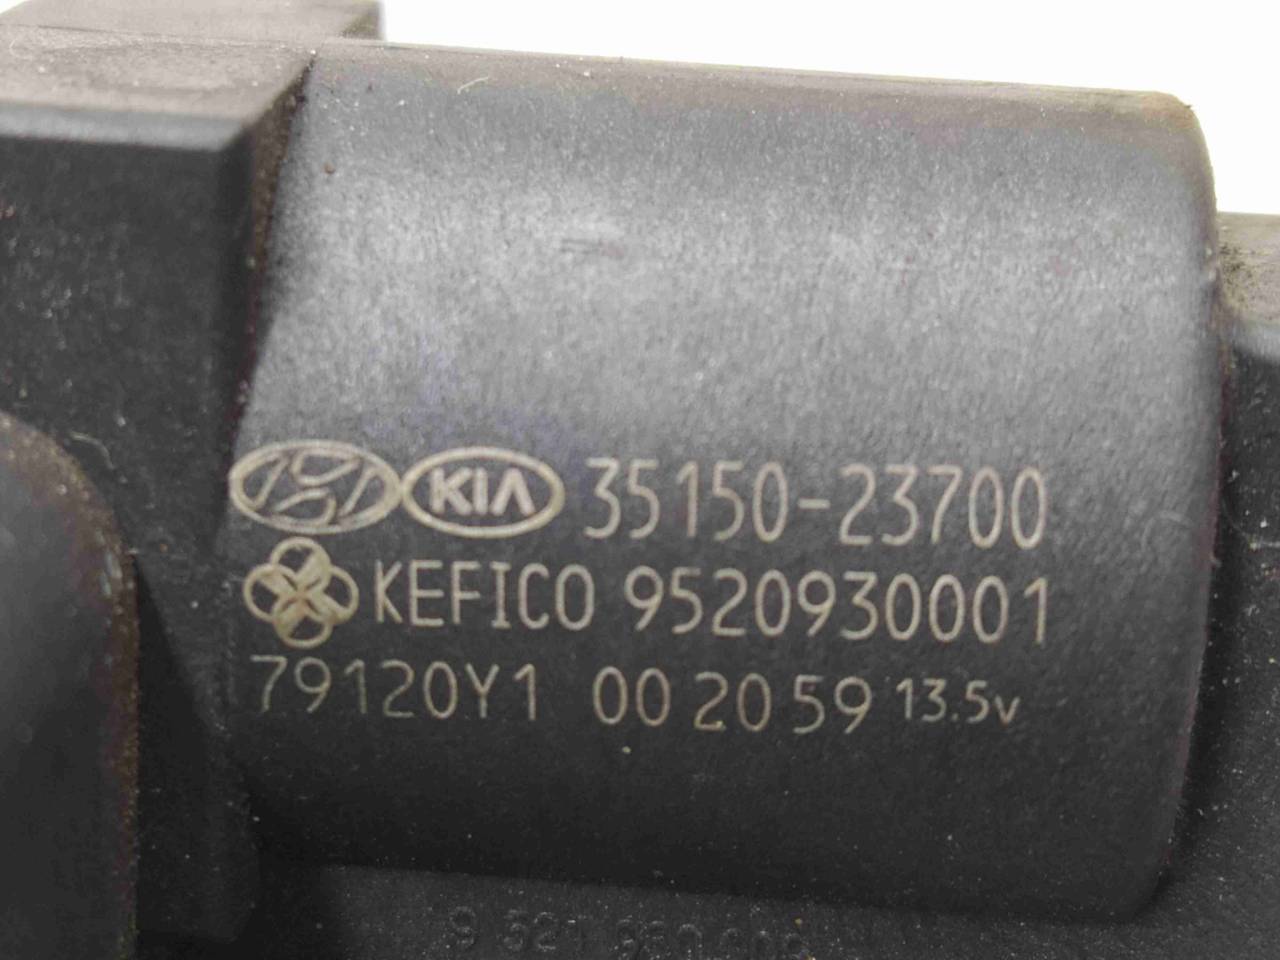 KIA 35150-23700
KEFICO 9520930001
79120Y1 00 20 59 13.5v